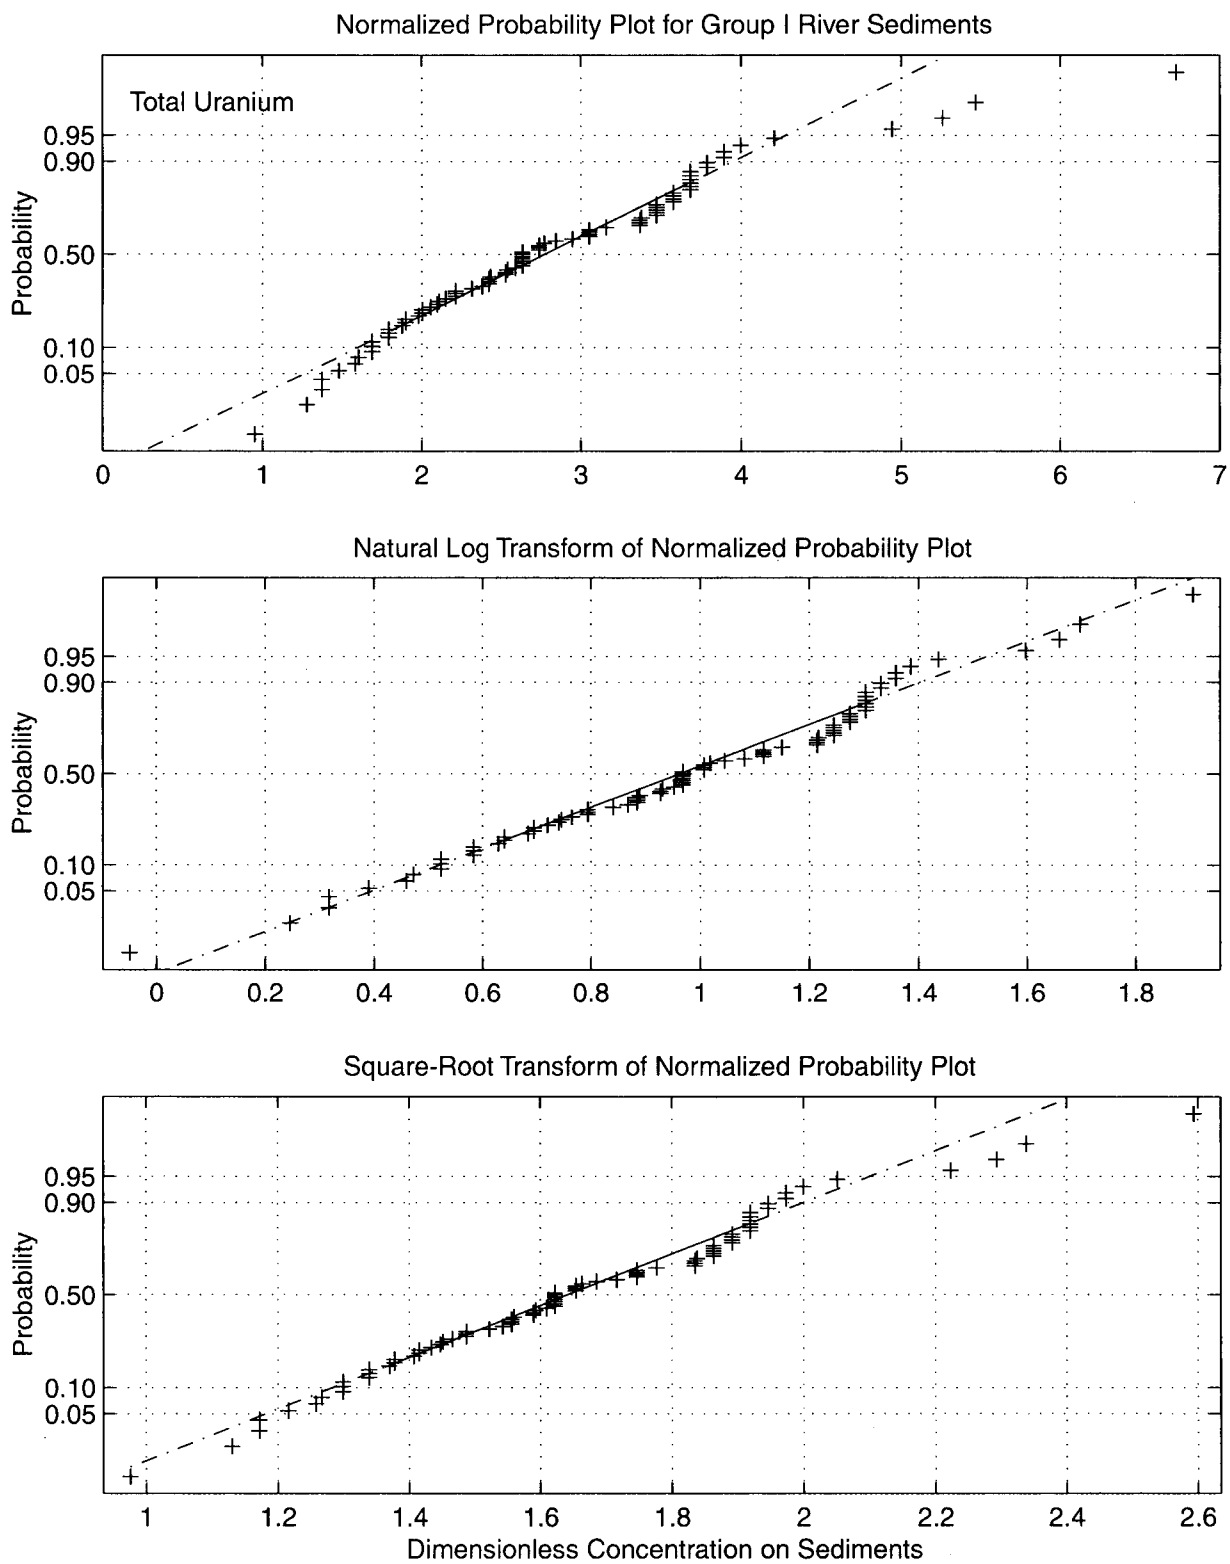 Normalized Probability Plot for Group I River Sediments
Total Uranium
0.95
0.90
0.50
0.10
0.05
Probability
0 1 2 3 4 5 6 7
Natural Log Transform of Normalized Probability Plot
0.95
0.90
0.50
0.10
0.05
Probability
0 0.2 0.4 0.6 0.8 1 1.2 1.4 1.6 1.8
Square-Root Transform of Normalized Probability Plot
0.95
0.90
0.50
0.10
0.05
Probability
1 1.2 1.4 1.6 1.8 2 2.2 2.4 2.6
Dimensionless Concentration on Sediments